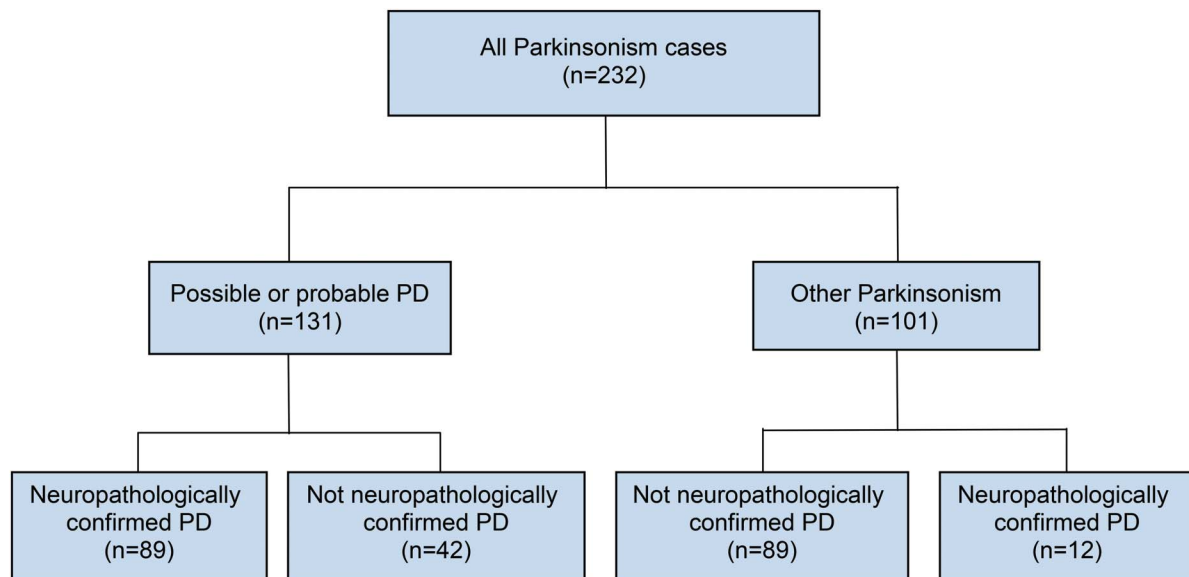 All Parkinsonism cases
(n=232)
Possible or probable PD
(n=131)
Other Parkinsonism
(n=101)
Neuropathologically
confirmed PD
(n=89)
Not neuropathologically
confirmed PD
(n=42)
Not neuropathologically
confirmed PD
(n=89)
Neuropathologically
confirmed PD
(n=12)